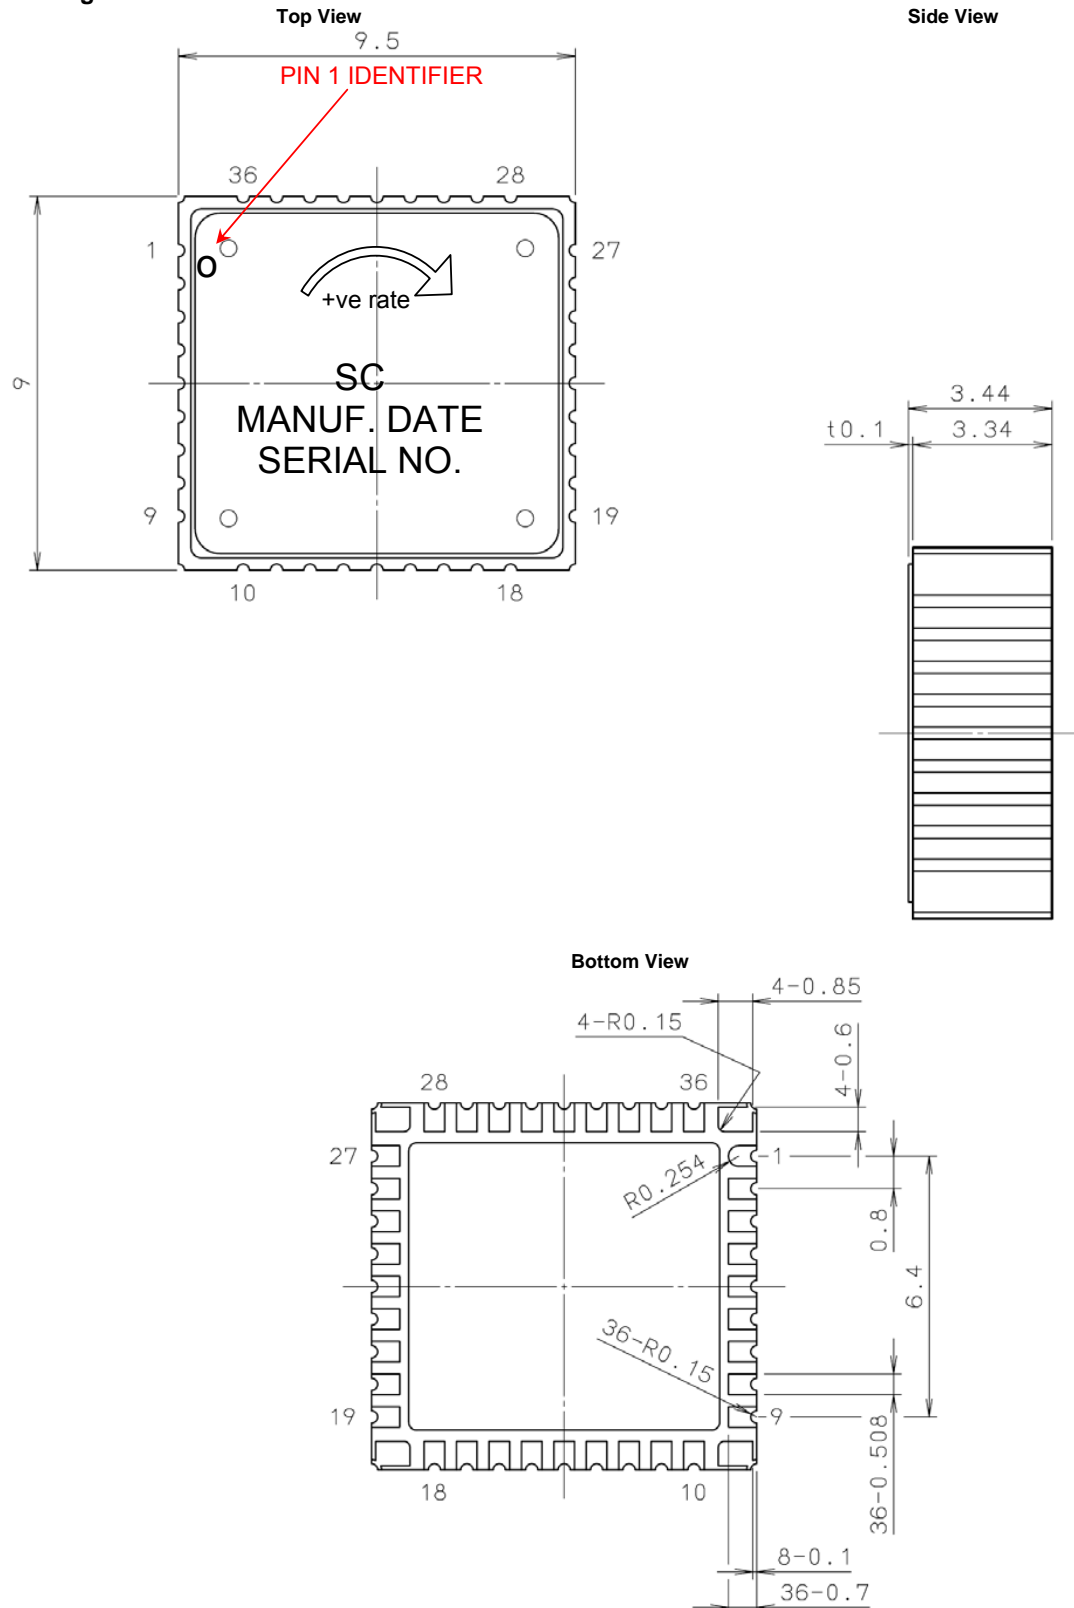 Top View
Side View
9.5
PIN 1 IDENTIFIER
36
28
1
27
O
+ve rate
9
SC
MANUF. DATE
SERIAL NO.
3.44
t0.1
3.34
9
19
10
18
Bottom View
4-0.85
4-R0.15
4-0.6
28
36
27
1
R0.254
0.8
6.4
36-R0.15
19
9
36-0.508
18
10
8-0.1
36-0.7